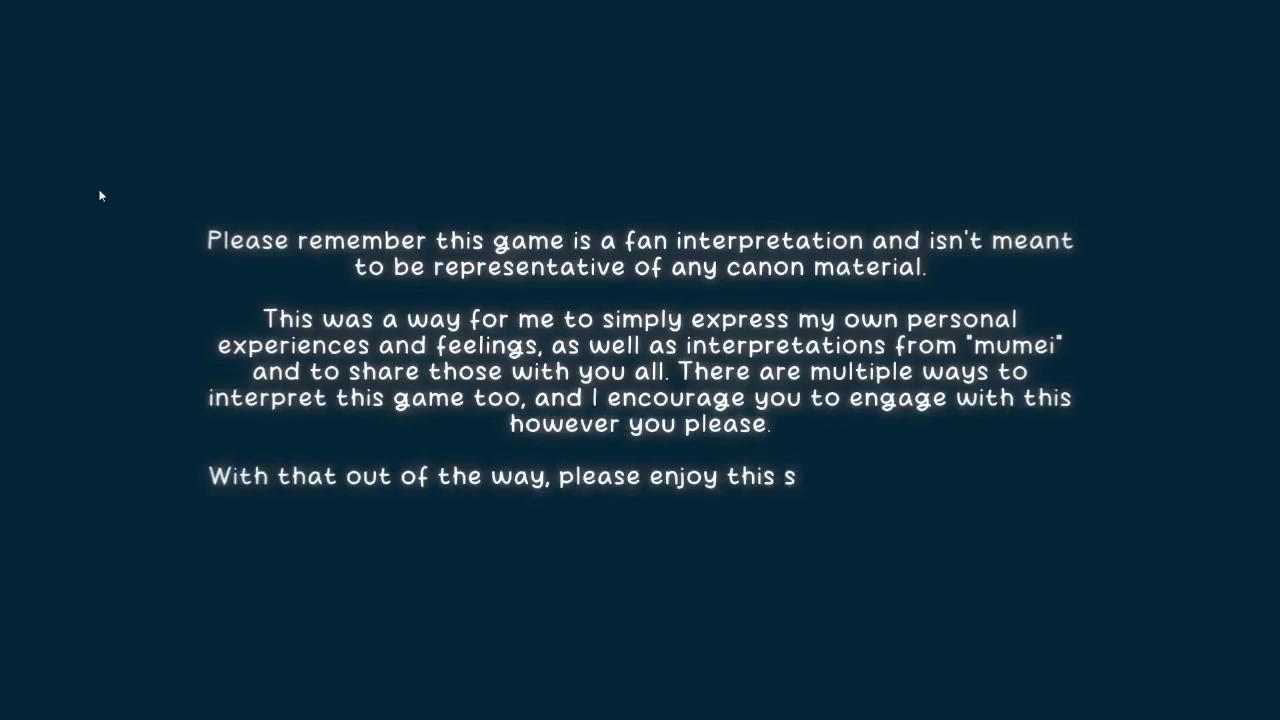 Please remember this game is a fan interpretation and isn't meant
to be representative of any canon material.
This was a way for me to simply express my own personal
experiences and feelings, as well as interpretations from "mumei"
and to share those with you all. There are multiple ways to
interpret this game too, and I encourage you to engage with this
however you please.
With that out of the way, please enjoy this s